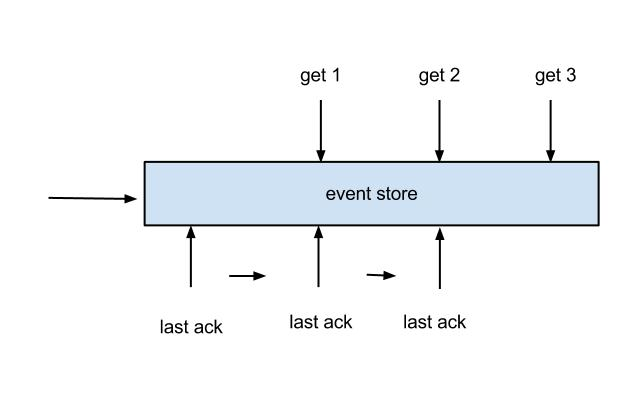 get 1
get 2
get 3
event store
last ack
last ack
last ack